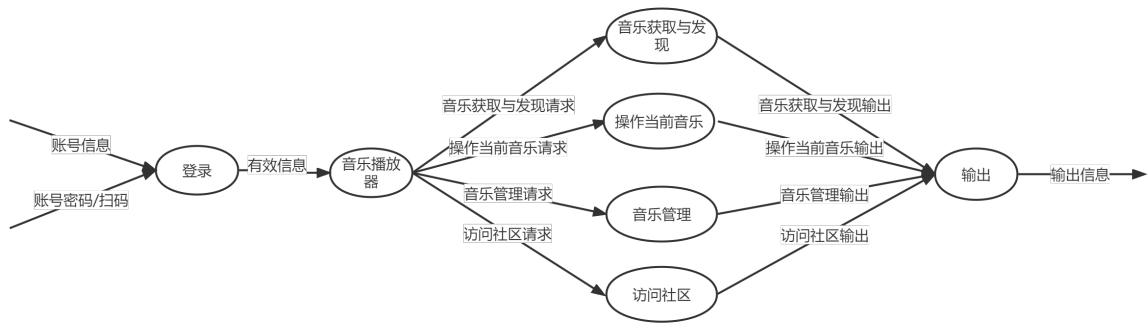 音乐获取与发
现
音乐获取与发现请求
音乐获取与发现输出
操作当前音乐
账号信息
操作当前音乐请求
操作当前音乐输出
登录
有效信息
音乐播放
器
输出
输出信息
账号密码/扫码
音乐管理请求
音乐管理输出
音乐管理
访问社区请求
访问社区输出
访问社区